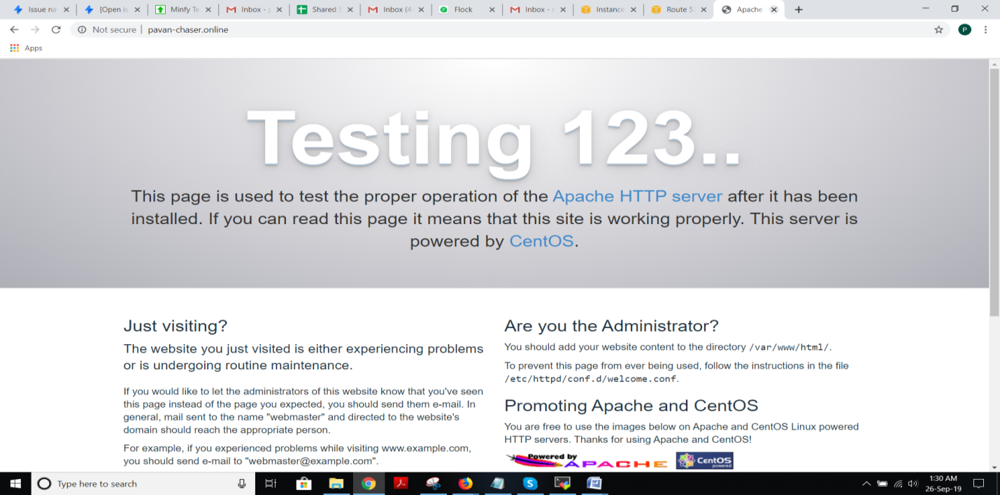 Issue na
[Open is
Minfy Te
Inbox - p
Shared S
Inbox (4
Flock
Inbox - r
Instance
Route 5
Apache
Not secure | pavan-chaser.online
P
Apps
Testing 123..
This page is used to test the proper operation of the Apache HTTP server after it has been
installed. If you can read this page it means that this site is working properly. This server is
powered by CentOS.
Just visiting?
The website you just visited is either experiencing problems
or is undergoing routine maintenance.
If you would like to let the administrators of this website know that you've seen
this page instead of the page you expected, you should send them e-mail. In
general, mail sent to the name "webmaster" and directed to the website's
domain should reach the appropriate person.
For example, if you experienced problems while visiting www.example.com,
you should send e-mail to "webmaster@example.com".
Are you the Administrator?
You should add your website content to the directory /var/www/html/.
To prevent this page from ever being used, follow the instructions in the file
/etc/httpd/conf.d/welcome.conf.
Promoting Apache and CentOS
You are free to use the images below on Apache and CentOS Linux powered
HTTP servers. Thanks for using Apache and CentOS!
Powered by
APACHE
CentOS
powered
Type here to search
1:30 AM
26-Sep-19